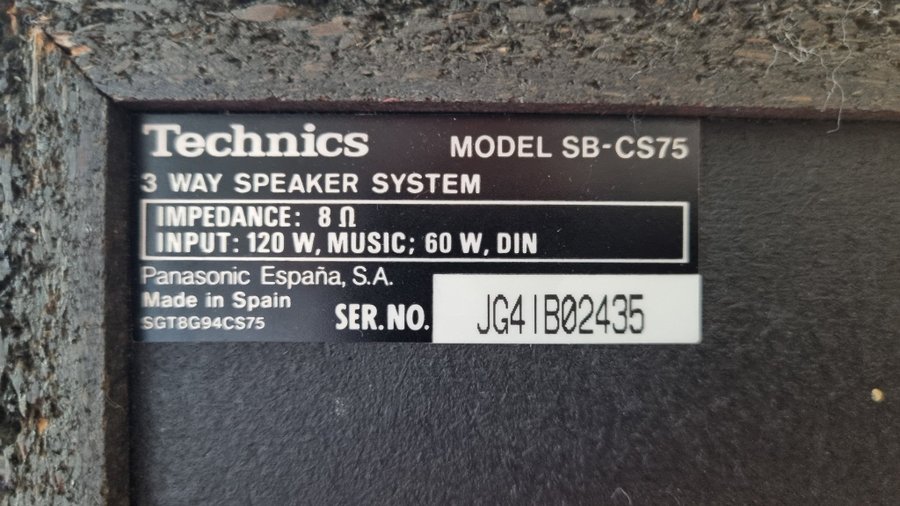 Technics MODEL SB-CS75
3 WAY SPEAKER SYSTEM
IMPEDANCE: 8 Ω
INPUT: 120 W, MUSIC; 60 W, DIN
Panasonic España, S.A.
Made in Spain
SGT8G94CS75 SER.NO. JG4IB02435